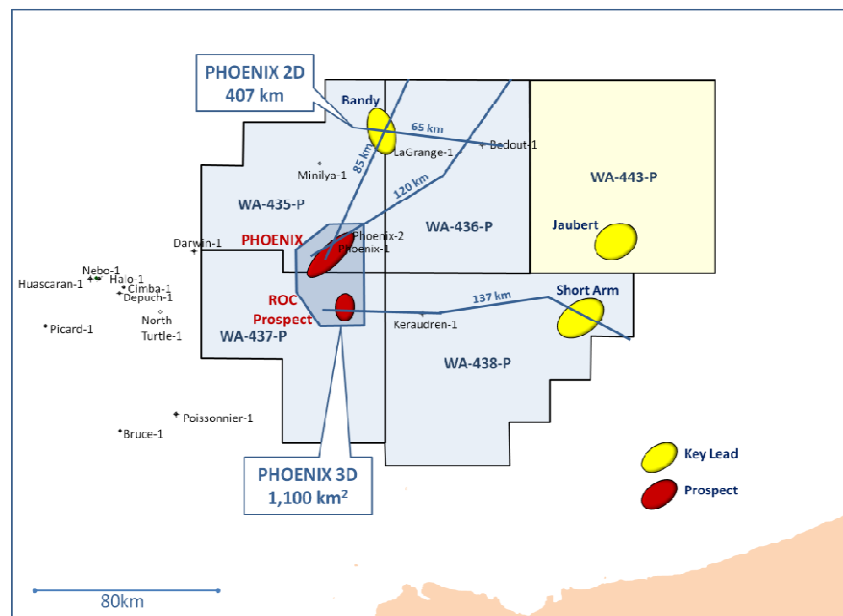 PHOENIX 2D
407 km
Bandy
65 km
LaGrange-1
Bedout-1
85 km
Minilya-1
120 km
WA-443-P
WA-435-P
WA-436-P
Jaubert
PHOENIX
Phoenix-2
Phoenix-1
Darwin-1
Nebo-1
Huascaran-1
Halo-1
Cimba-1
Depuch-1
North
Turtle-1
Picard-1
ROC
Prospect
137 km
Short Arm
Keraudren-1
WA-437-P
WA-438-P
Poissonnier-1
Bruce-1
PHOENIX 3D
1,100 km²
Key Lead
Prospect
80km